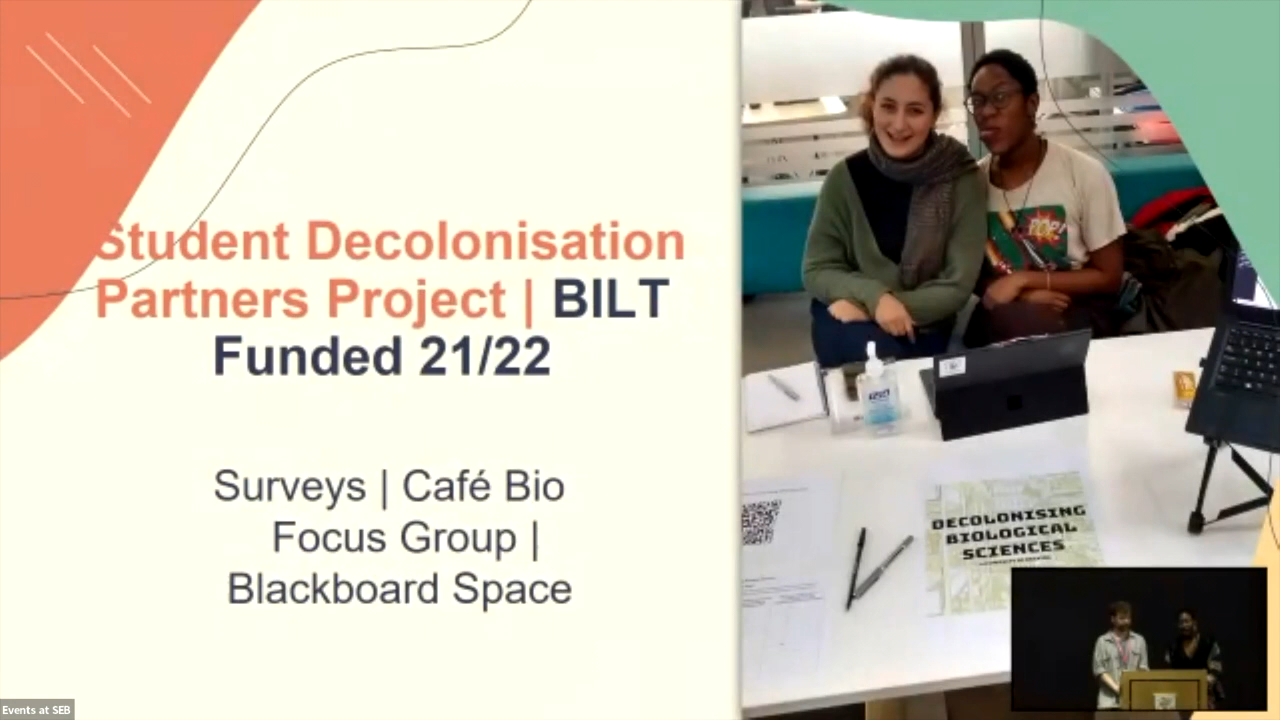 Student Decolonisation
Partners Project | BILT
Funded 21/22
Surveys | Café Bio
Focus Group |
Blackboard Space
POP!
DECOLONISING
BIOLOGICAL
SCIENCES
Events at SEB